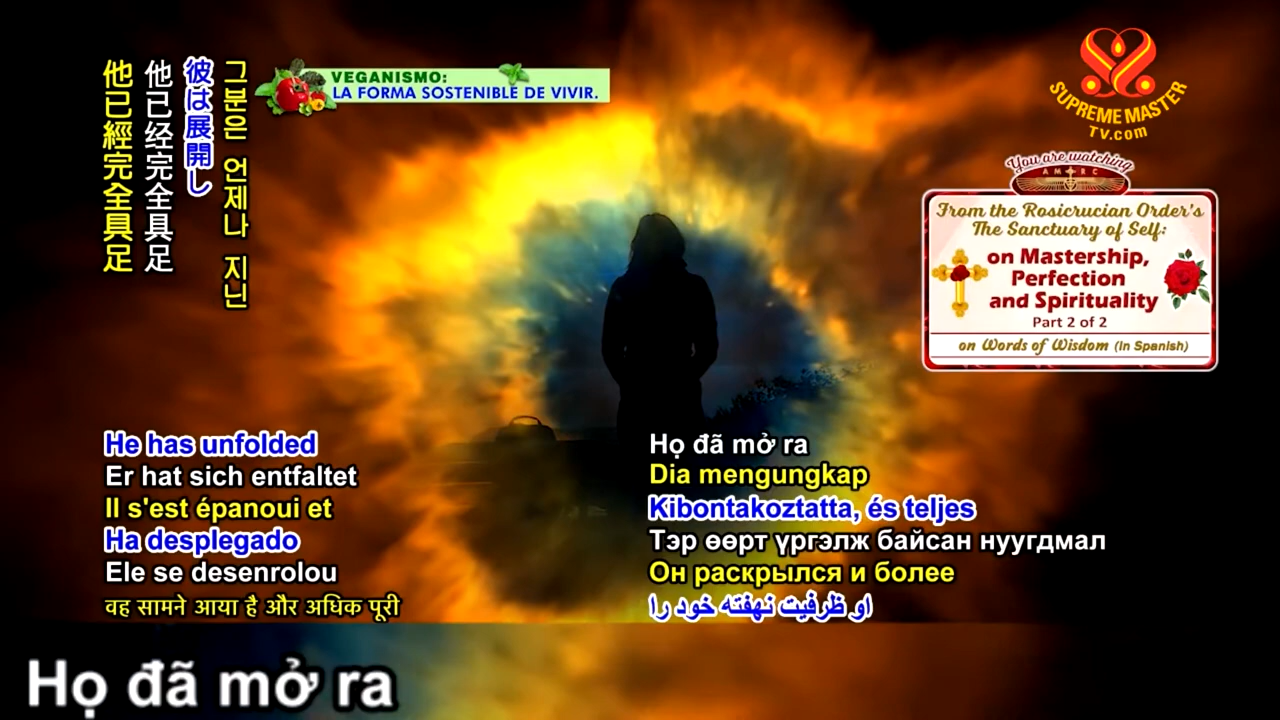 他已經完全具足
他已经完全具足
彼は展開し
그분은 언제나 지닌
VEGANISMO:
LA FORMA SOSTENIBLE DE VIVIR.
SUPREME MASTER
TV.com
You are watching
AMORC
From the Rosicrucian Order's
The Sanctuary of Self:
on Mastership,
Perfection
and Spirituality
Part 2 of 2
on Words of Wisdom (In Spanish)
He has unfolded
Er hat sich entfaltet
Il s'est épanoui et
Ha desplegado
Ele se desenrolou
वह सामने आया है और अधिक पूरी
Họ đã mở ra
Dia mengungkap
Kibontakoztatta, és teljes
Тэр өөрт үргэлж байсан нуугдмал
Он раскрылся и более
او ظرفیت نهفته خود را
Họ đã mở ra